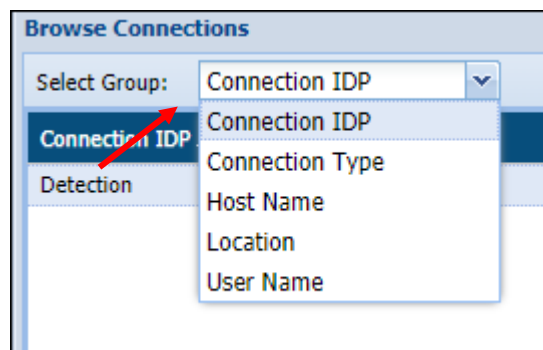 Browse Connections
Select Group: Connection IDP
Connection IDP
Connection IDP
Connection Type
Detection
Host Name
Location
User Name